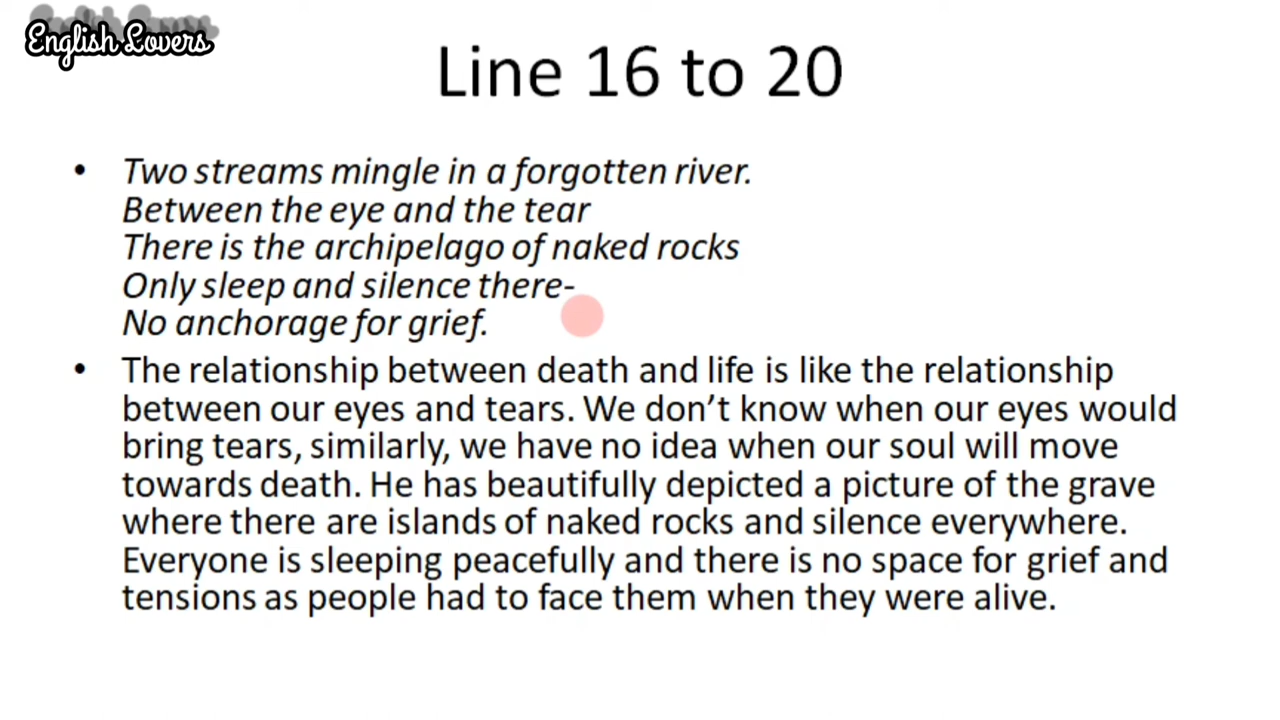 English Lovers
Line 16 to 20
• Two streams mingle in a forgotten river.
Between the eye and the tear
There is the archipelago of naked rocks
Only sleep and silence there-
No anchorage for grief.
• The relationship between death and life is like the relationship
between our eyes and tears. We don’t know when our eyes would
bring tears, similarly, we have no idea when our soul will move
towards death. He has beautifully depicted a picture of the grave
where there are islands of naked rocks and silence everywhere.
Everyone is sleeping peacefully and there is no space for grief and
tensions as people had to face them when they were alive.